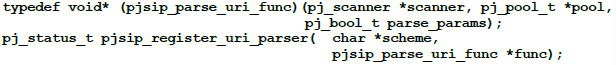 typedef void* (pjsip_parse_uri_func)(pj_scanner *scanner, pj_pool_t *pool,
pj_bool_t parse_params);
pj_status_t pjsip_register_uri_parser( char *scheme,
pjsip_parse_uri_func *func);